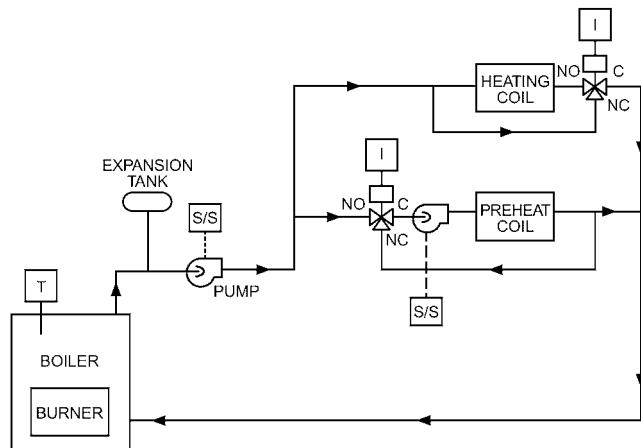 I
HEATING
COIL
NO
C
NC
I
EXPANSION
TANK
S/S
NO
C
NC
PREHEAT
COIL
PUMP
T
S/S
BOILER
BURNER